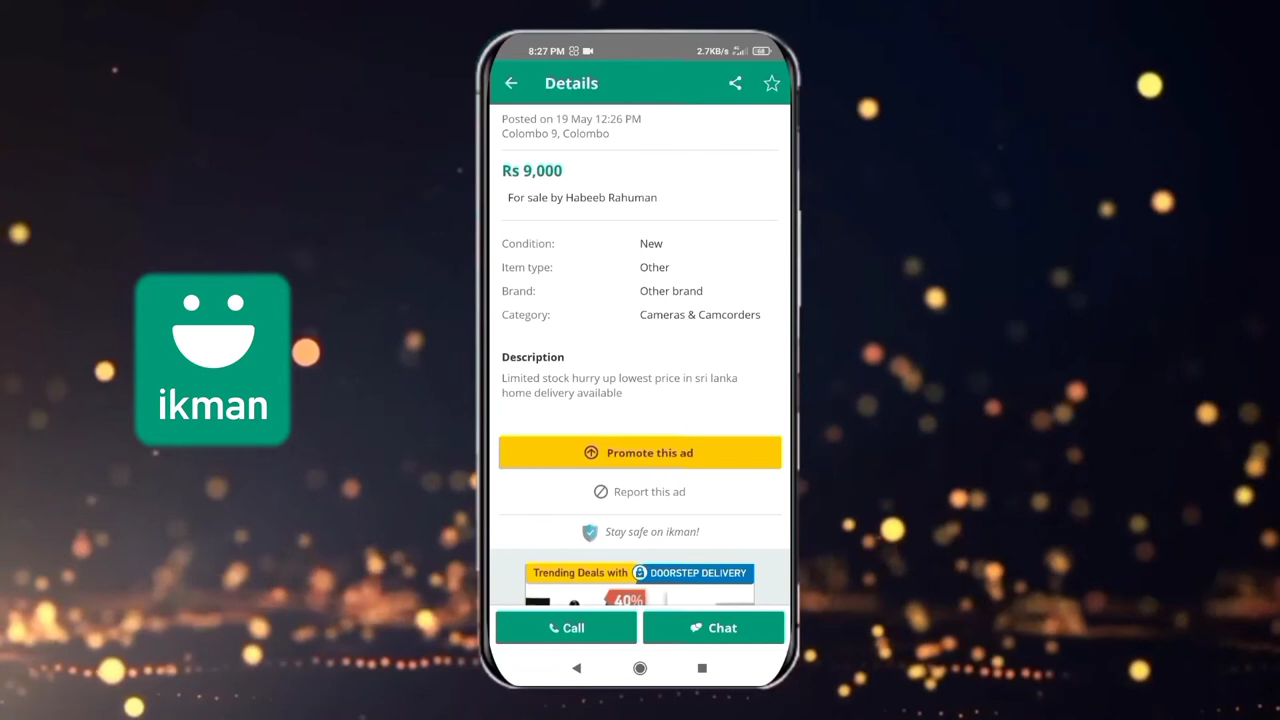 8:27 PM
2.7KB/s
68
Details
Posted on 19 May 12:26 PM
Colombo 9, Colombo
Rs 9,000
For sale by Habeeb Rahuman
Condition: New
Item type: Other
Brand: Other brand
Category: Cameras & Camcorders
Description
Limited stock hurry up lowest price in sri lanka
home delivery available
Promote this ad
Report this ad
Stay safe on ikman!
Trending Deals with DOORSTEP DELIVERY
40%
Call
Chat
ikman